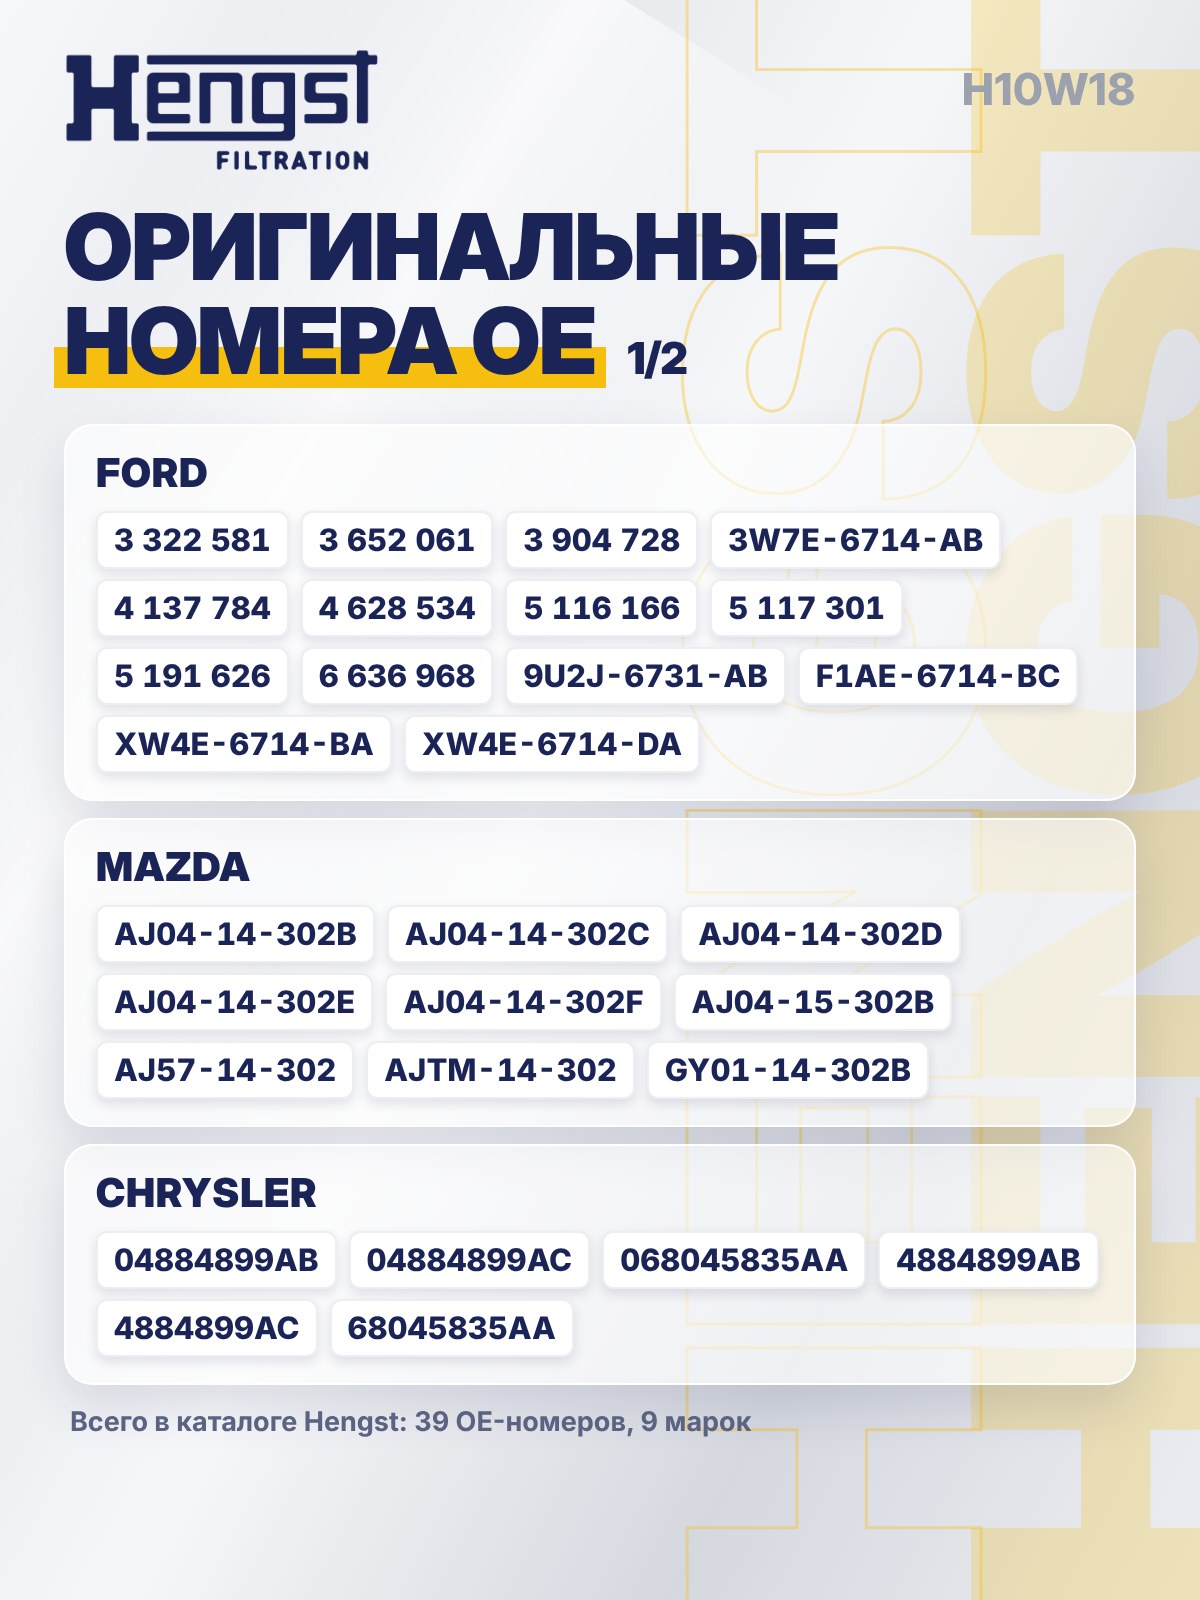 Hengst
FILTRATION
H10W18
ОРИГИНАЛЬНЫЕ
НОМЕРА OE 1/2
FORD
3 322 581 3 652 061 3 904 728 3W7E-6714-AB
4 137 784 4 628 534 5 116 166 5 117 301
5 191 626 6 636 968 9U2J-6731-AB F1AE-6714-BC
XW4E-6714-BA XW4E-6714-DA
MAZDA
AJ04-14-302B AJ04-14-302C AJ04-14-302D
AJ04-14-302E AJ04-14-302F AJ04-15-302B
AJ57-14-302 AJTM-14-302 GY01-14-302B
CHRYSLER
04884899AB 04884899AC 068045835AA 4884899AB
4884899AC 68045835AA
Всего в каталоге Hengst: 39 OE-номеров, 9 марок
HENGST
HENGST